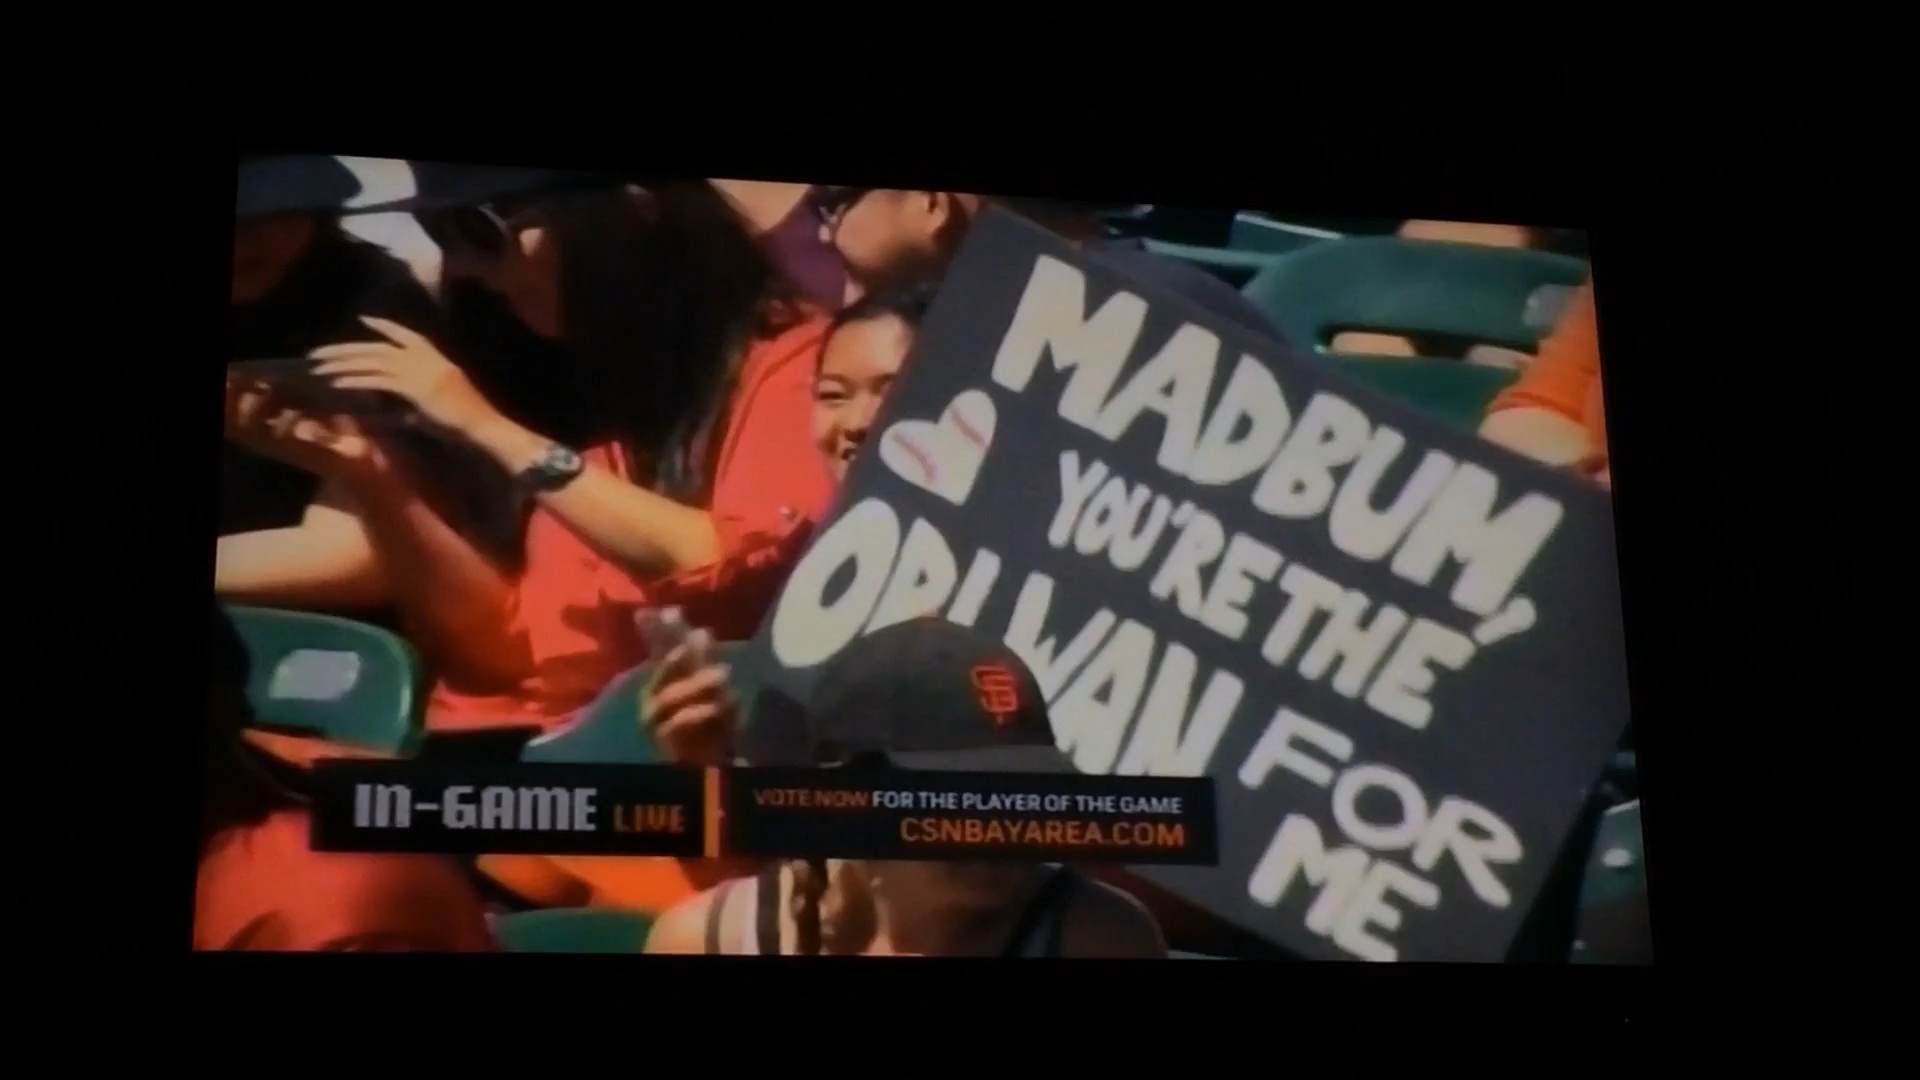 MADBUM,
YOU'RE THE
OBI WAN FOR
ME
SF
IN-GAME LIVE
VOTE NOW FOR THE PLAYER OF THE GAME
CSNBAYAREA.COM